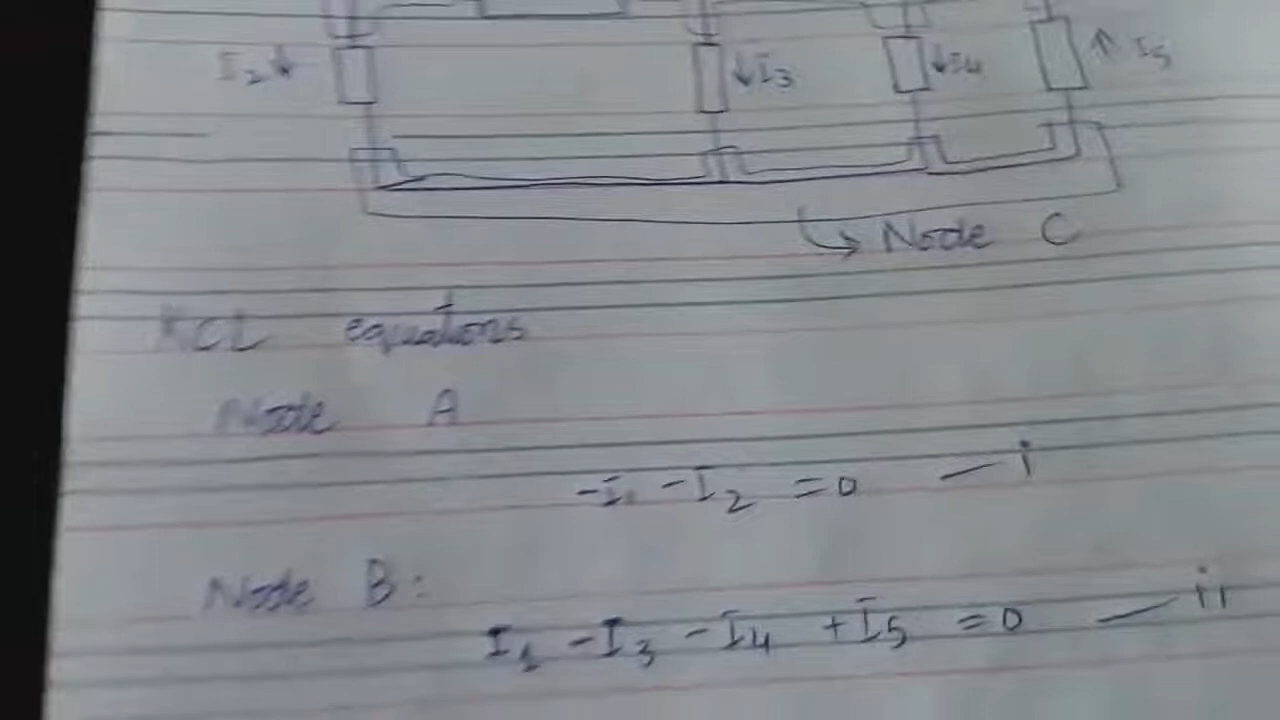 I2↓ ↓I3 ↓I4 ↑ I5
↳ Node C
KCL equations
Node A
-I1 -I2 =0 — i
Node B:
I1 -I3 -I4 +I5 =0 — ii